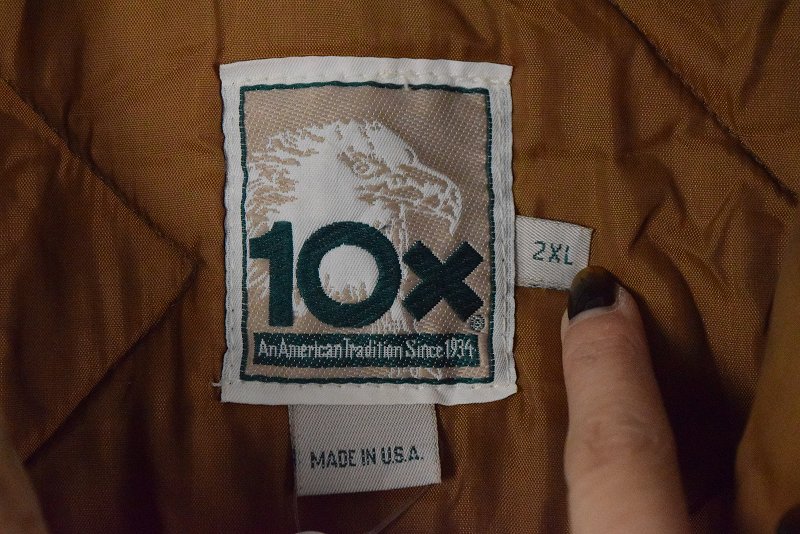 10x®
2XL
An American Tradition Since 1934
MADE IN U.S.A.